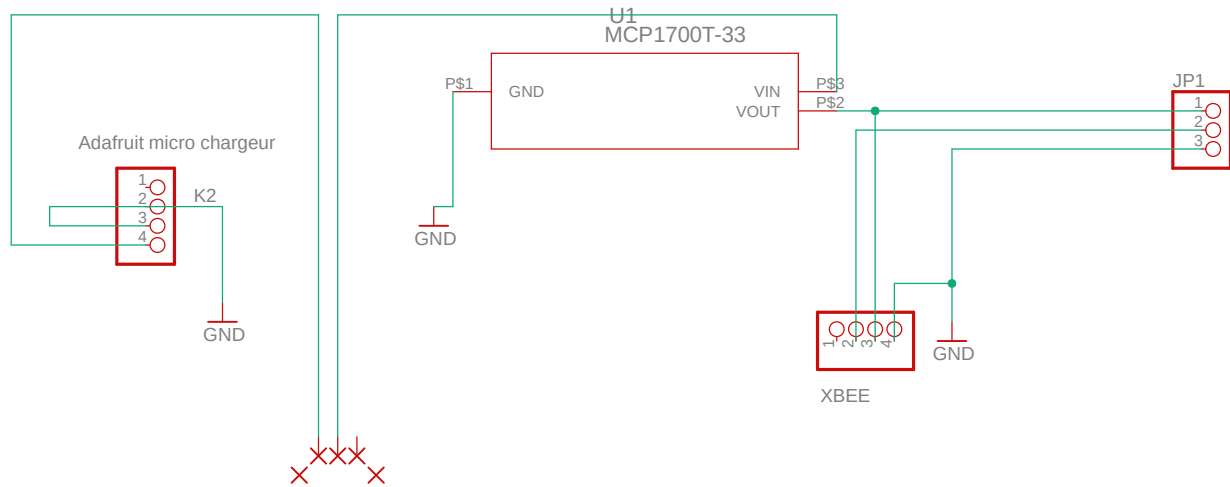 U1
MCP1700T-33
P$1
GND
VIN
P$3
VOUT
P$2
JP1
1
2
3
Adafruit micro chargeur
1
2
3
4
K2
GND
GND
1
2
3
4
GND
XBEE